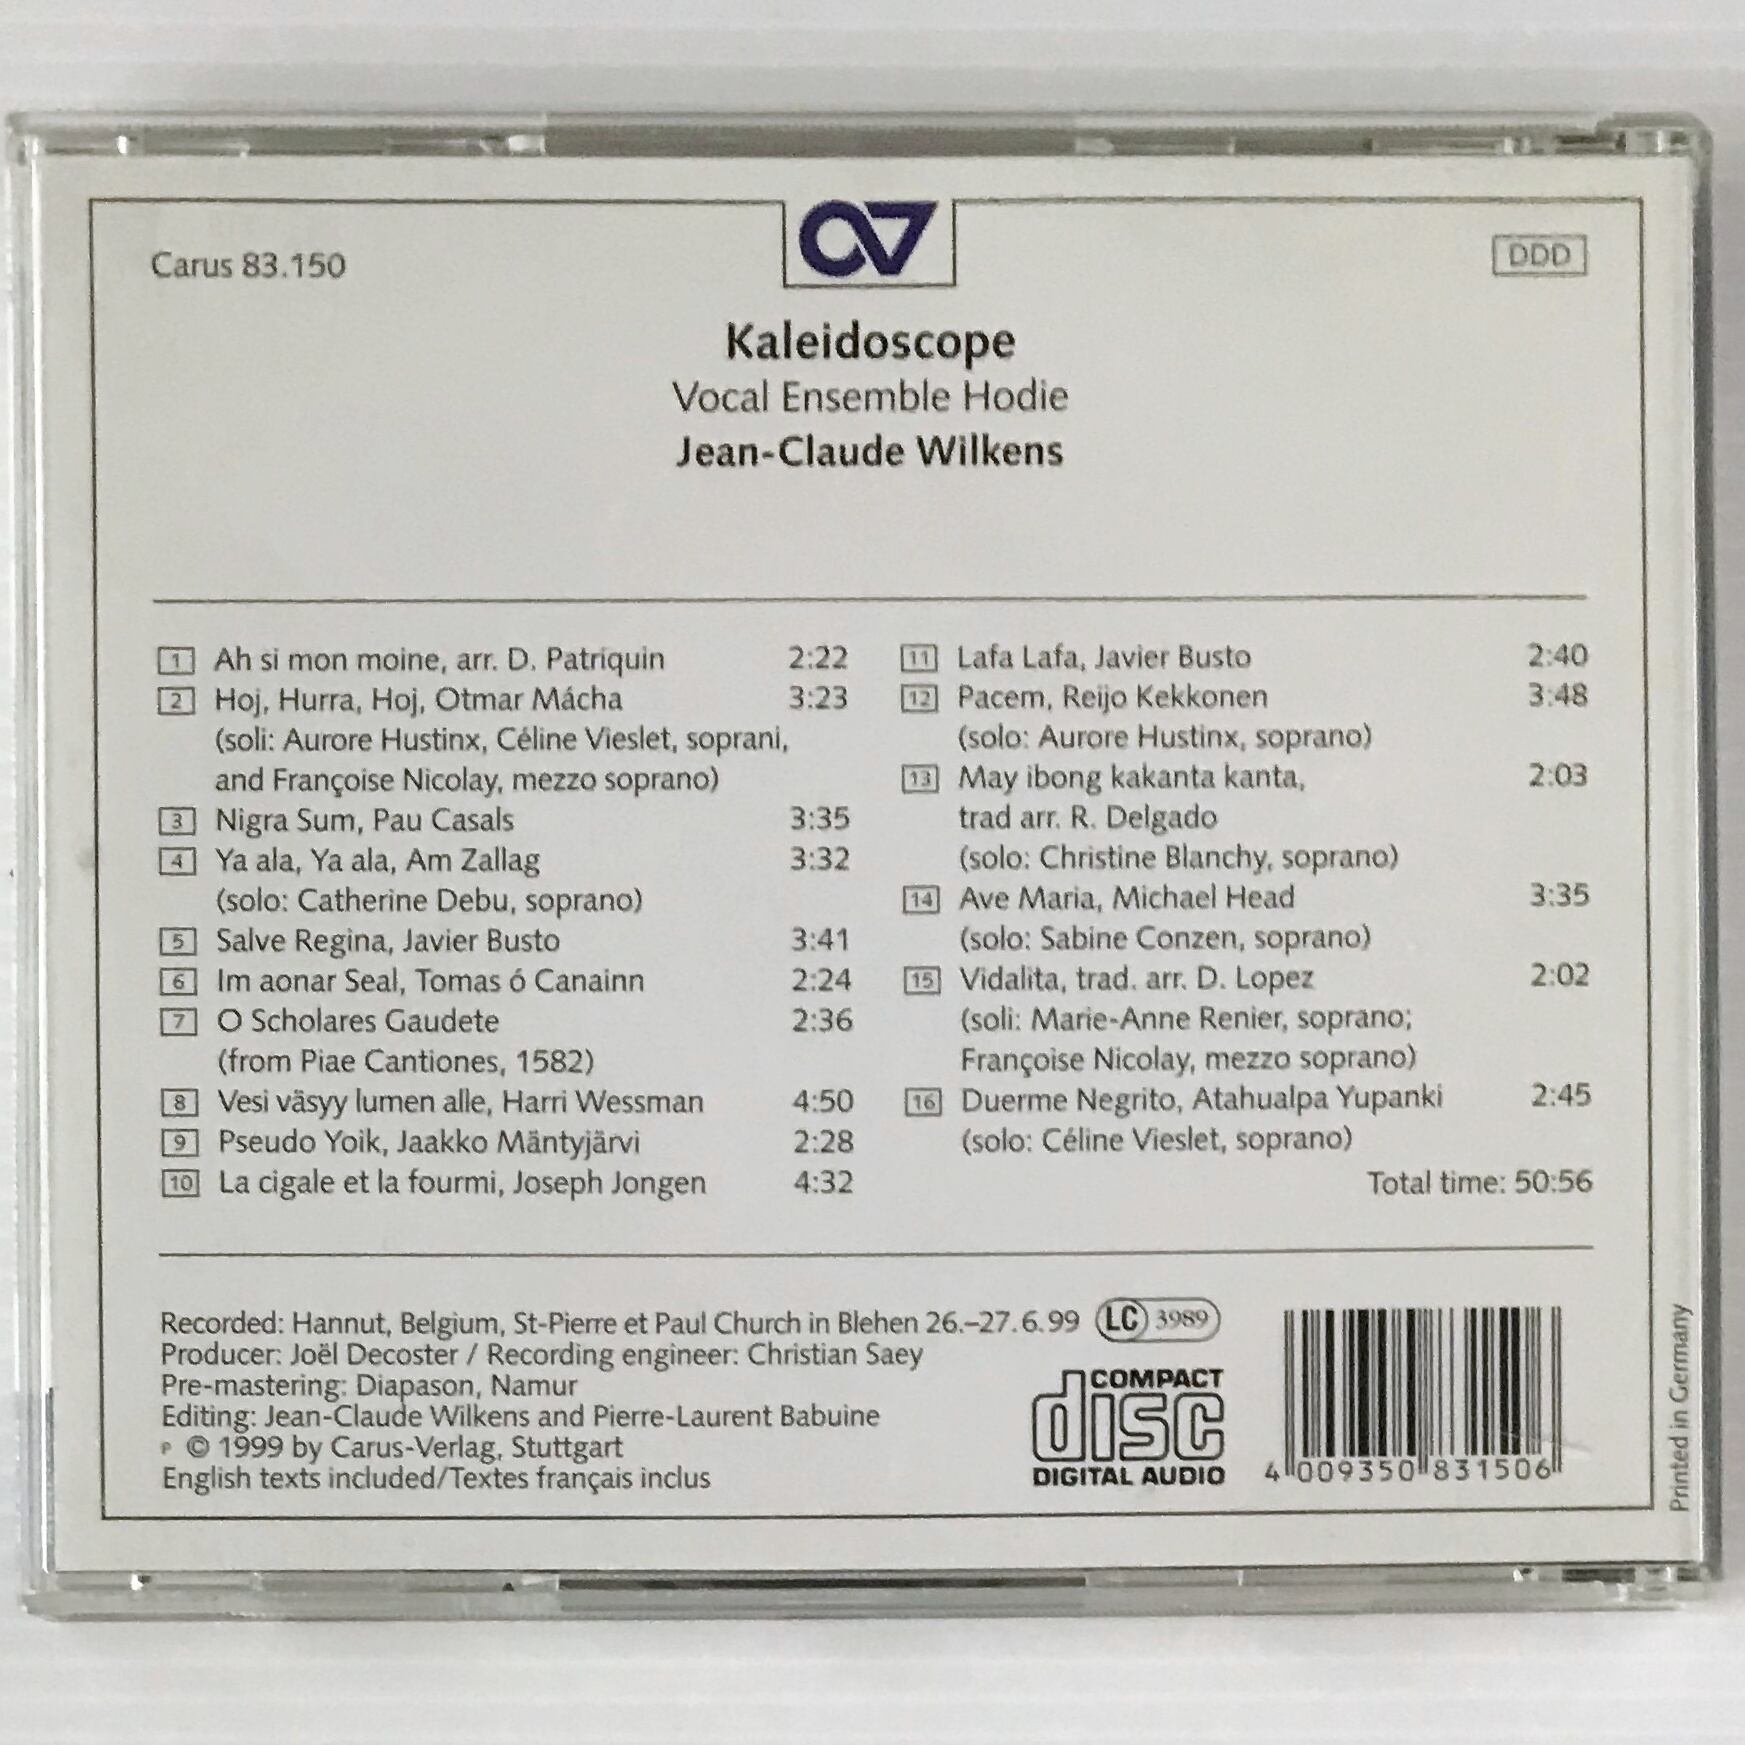 Carus 83.150
DDD
Kaleidoscope
Vocal Ensemble Hodie
Jean-Claude Wilkens
1 Ah si mon moine, arr. D. Patriquin 2:22
2 Hoj, Hurra, Hoj, Otmar Mácha 3:23
(soli: Aurore Hustinx, Céline Vieslet, soprani,
and Françoise Nicolay, mezzo soprano)
3 Nigra Sum, Pau Casals 3:35
4 Ya ala, Ya ala, Am Zallag 3:32
(solo: Catherine Debu, soprano)
5 Salve Regina, Javier Busto 3:41
6 Im aonar Seal, Tomas ó Canainn 2:24
7 O Scholares Gaudete 2:36
(from Piae Cantiones, 1582)
8 Vesi väsyy lumen alle, Harri Wessman 4:50
9 Pseudo Yoik, Jaakko Mäntyjärvi 2:28
10 La cigale et la fourmi, Joseph Jongen 4:32
11 Lafa Lafa, Javier Busto 2:40
12 Pacem, Reijo Kekkonen 3:48
(solo: Aurore Hustinx, soprano)
13 May ibong kakanta kanta, 2:03
trad arr. R. Delgado
(solo: Christine Blanchy, soprano)
14 Ave Maria, Michael Head 3:35
(solo: Sabine Conzen, soprano)
15 Vidalita, trad. arr. D. Lopez 2:02
(soli: Marie-Anne Renier, soprano;
Françoise Nicolay, mezzo soprano)
16 Duerme Negrito, Atahualpa Yupanki 2:45
(solo: Céline Vieslet, soprano)
Total time: 50:56
Recorded: Hannut, Belgium, St-Pierre et Paul Church in Blehen 26.–27.6.99
Producer: Joël Decoster / Recording engineer: Christian Saey
Pre-mastering: Diapason, Namur
Editing: Jean-Claude Wilkens and Pierre-Laurent Babuine
P © 1999 by Carus-Verlag, Stuttgart
English texts included/Textes français inclus
LC 3989
COMPACT
disc
DIGITAL AUDIO
4 009350 831506
Printed in Germany